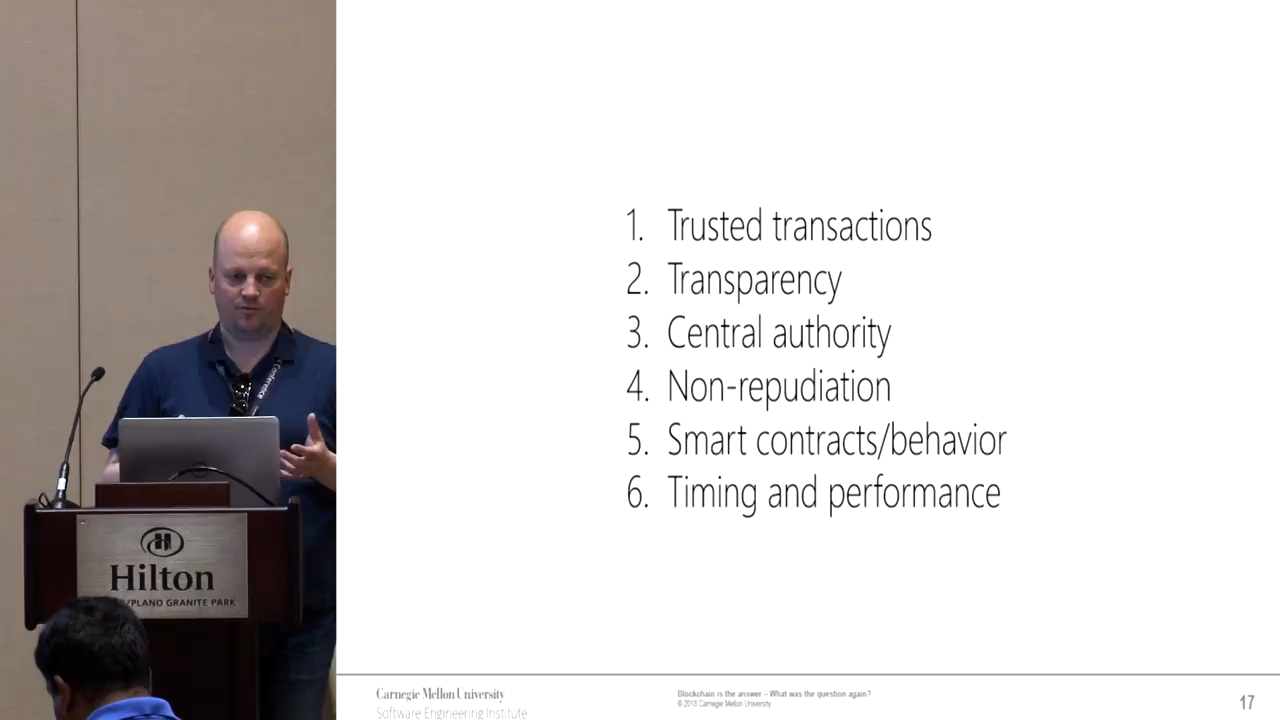 1. Trusted transactions
2. Transparency
3. Central authority
4. Non-repudiation
5. Smart contracts/behavior
6. Timing and performance
Conference
Hilton
/PLANO GRANITE PARK
Carnegie Mellon University
Software Engineering Institute
Blockchain is the answer – What was the question again?
© 2018 Carnegie Mellon University
17